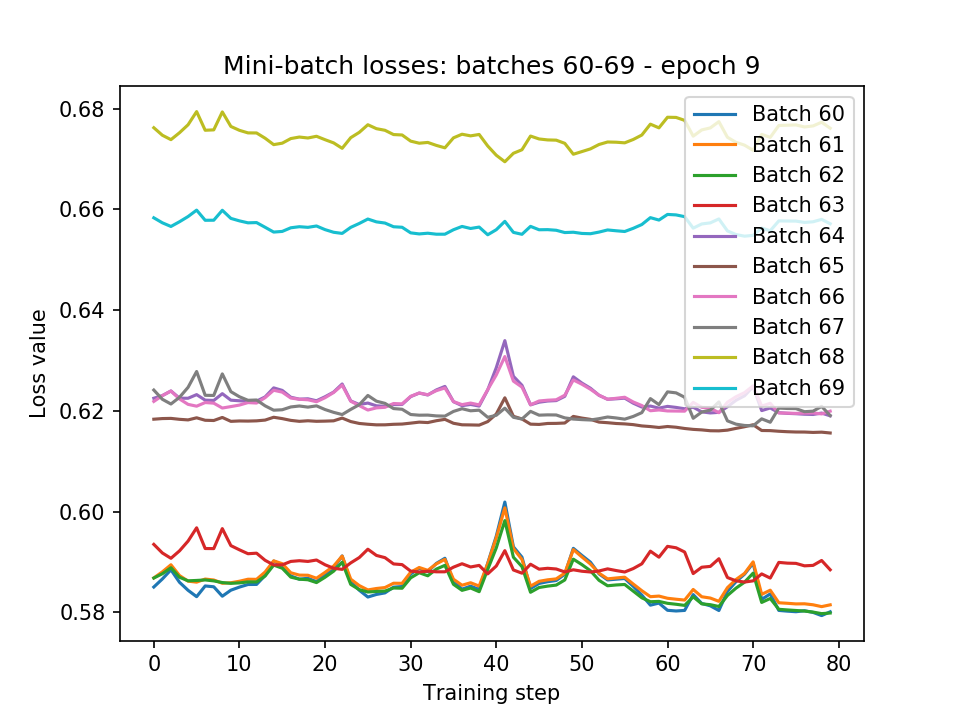 Mini-batch losses: batches 60-69 - epoch 9
Loss value
0.68
0.66
0.64
0.62
0.60
0.58
Batch 60
Batch 61
Batch 62
Batch 63
Batch 64
Batch 65
Batch 66
Batch 67
Batch 68
Batch 69
0 10 20 30 40 50 60 70 80
Training step